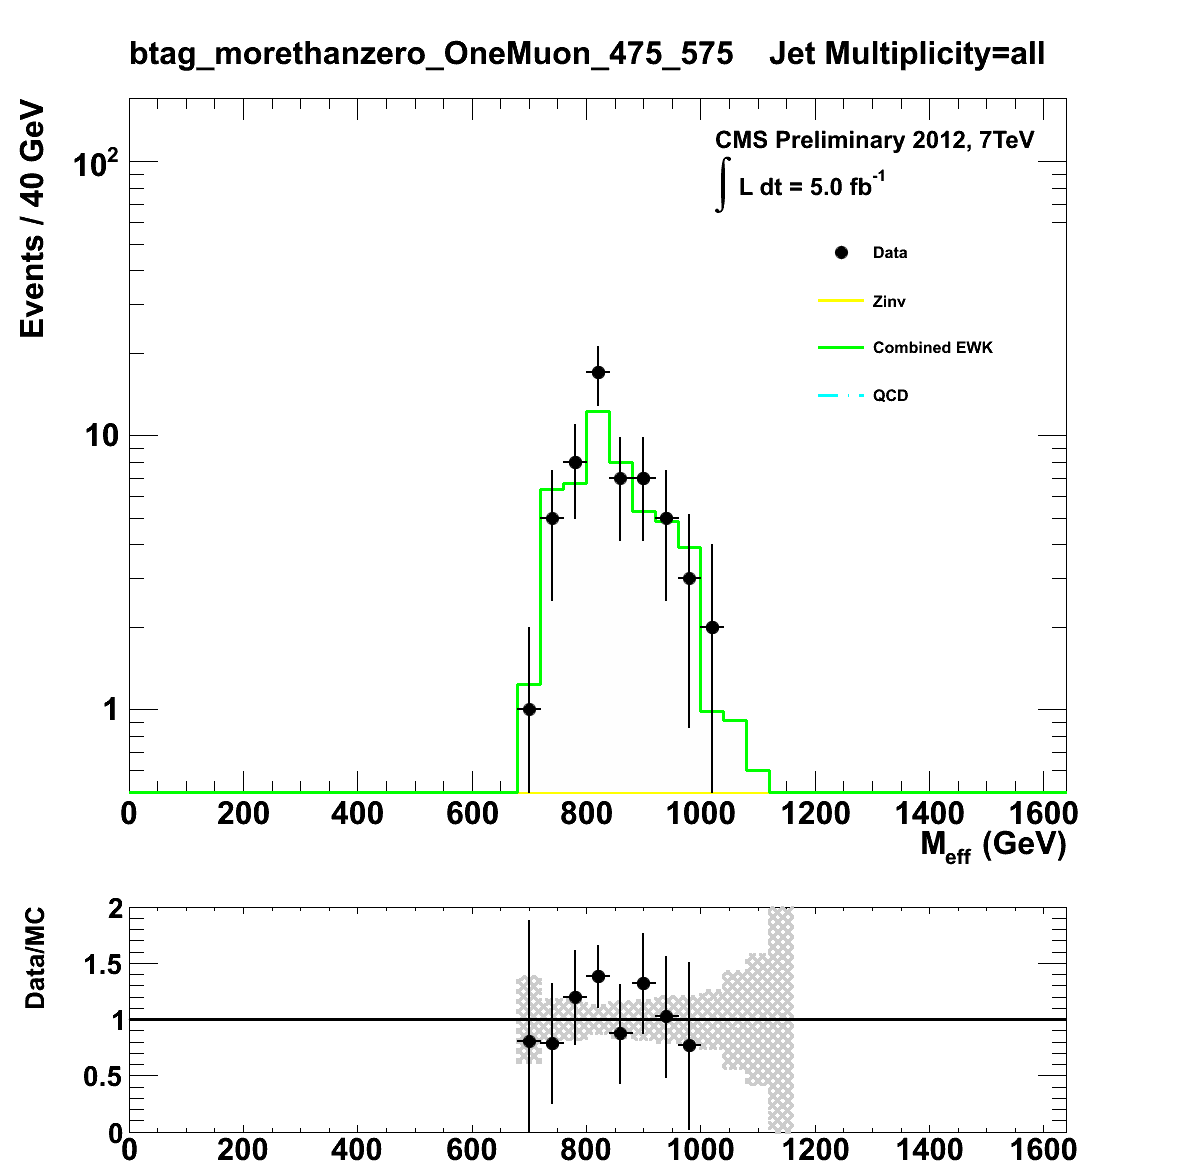 btag_morethanzero_OneMuon_475_575 Jet Multiplicity=all
Events / 40 GeV
10²
10
1
CMS Preliminary 2012, 7TeV
∫ L dt = 5.0 fb⁻¹
Data
Zinv
Combined EWK
QCD
0 200 400 600 800 1000 1200 1400 1600
M_eff (GeV)
Data/MC
2
1.5
1
0.5
0
0 200 400 600 800 1000 1200 1400 1600